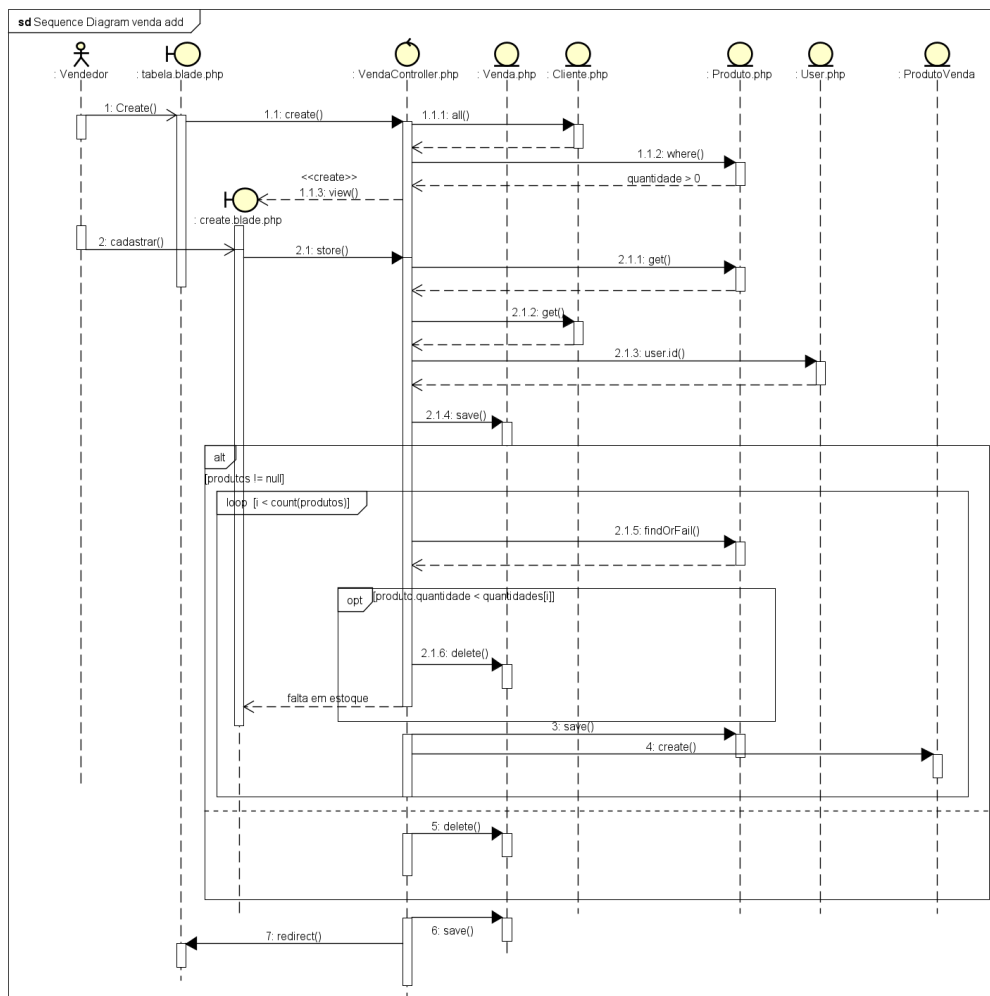 sd Sequence Diagram venda add
: Vendedor
: tabela.blade.php
: VendaController.php
: Venda.php
: Cliente.php
: Produto.php
: User.php
: ProdutoVenda
1: Create()
1.1: create()
1.1.1: all()
1.1.2: where()
quantidade > 0
<<create>>
1.1.3: view()
: create.blade.php
2: cadastrar()
2.1: store()
2.1.1: get()
2.1.2: get()
2.1.3: user.id()
2.1.4: save()
alt
[produtos != null]
loop [i < count(produtos)]
2.1.5: findOrFail()
opt
[produto.quantidade < quantidades[i]]
2.1.6: delete()
falta em estoque
3: save()
4: create()
5: delete()
6: save()
7: redirect()